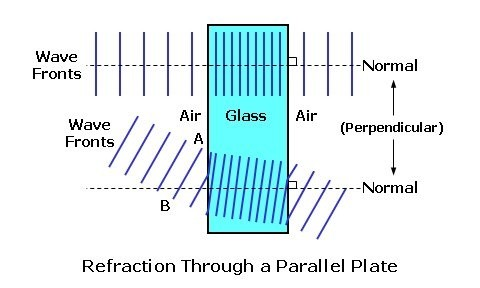 Wave
Fronts
Normal
Air
Glass
Air
Wave
Fronts
A
(Perpendicular)
B
Normal
Refraction Through a Parallel Plate